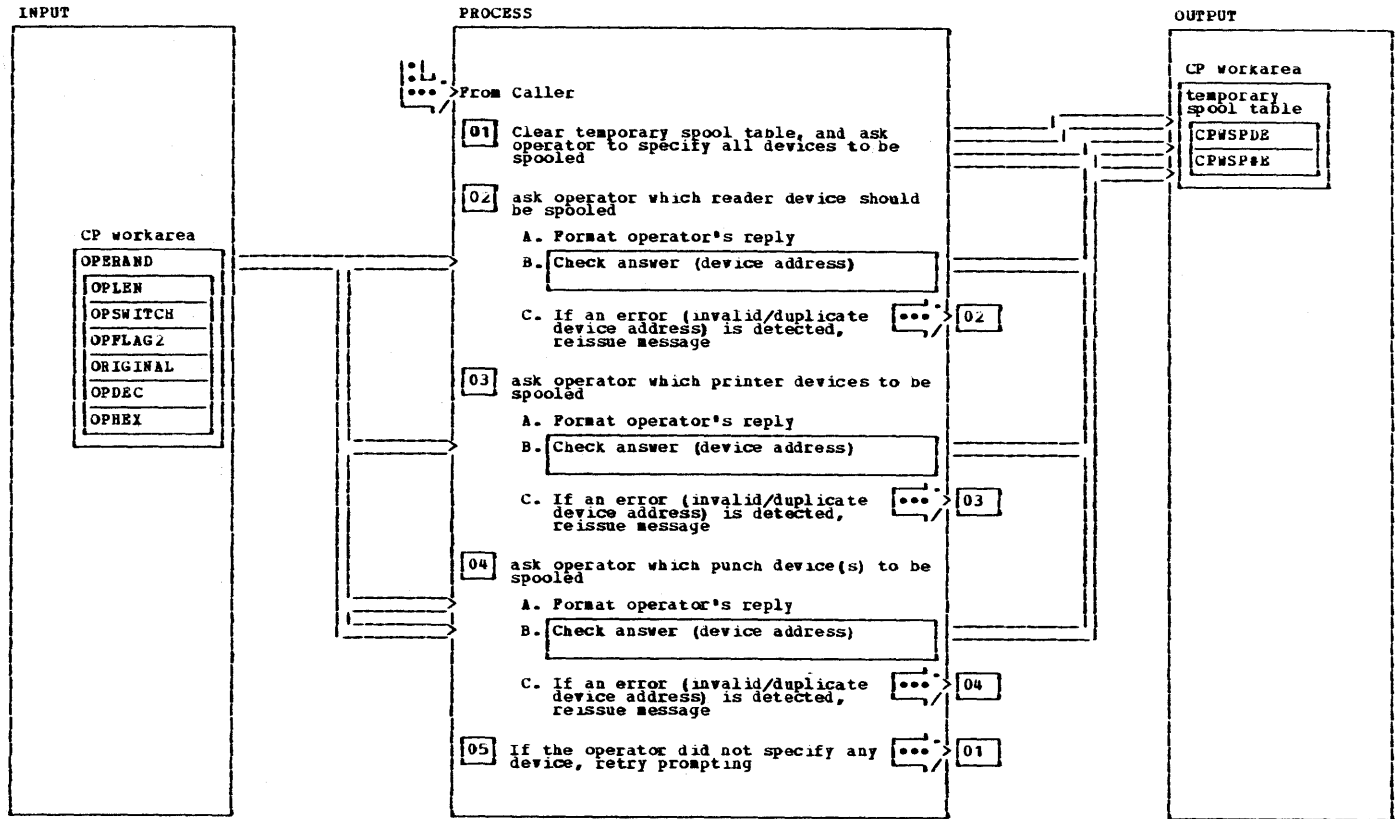 INPUT
PROCESS
OUTPUT
From Caller
01 Clear temporary spool table, and ask
operator to specify all devices to be
spooled
02 ask operator which reader device should
be spooled
A. Format operator's reply
B. Check answer (device address)
C. If an error (invalid/duplicate
device address) is detected,
reissue message
02
03 ask operator which printer devices to be
spooled
A. Format operator's reply
B. Check answer (device address)
C. If an error (invalid/duplicate
device address) is detected,
reissue message
03
04 ask operator which punch device(s) to be
spooled
A. Format operator's reply
B. Check answer (device address)
C. If an error (invalid/duplicate
device address) is detected,
reissue message
04
05 If the operator did not specify any
device, retry prompting
01
CP workarea
OPERAND
OPLEN
OPSWITCH
OPFLAG2
ORIGINAL
OPDEC
OPHEX
CP workarea
temporary
spool table
CPWSPDE
CPWSP#E